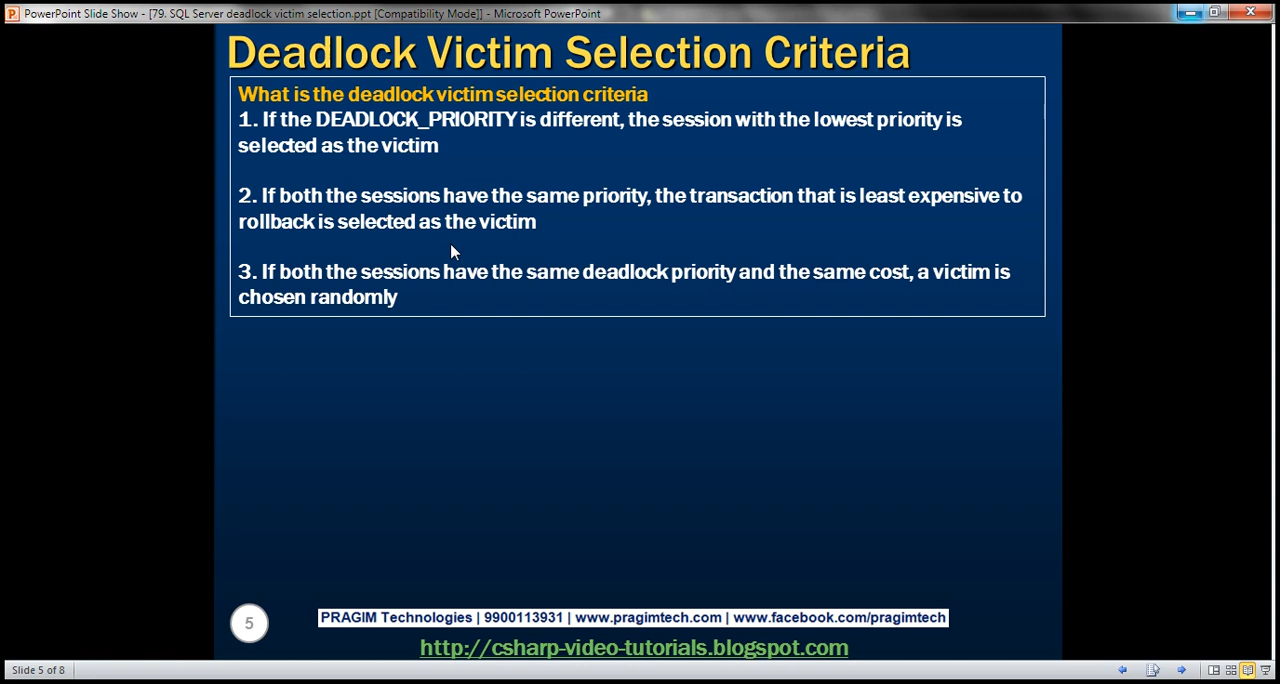 PowerPoint Slide Show - [79. SQL Server deadlock victim selection.ppt [Compatibility Mode]] - Microsoft PowerPoint
Deadlock Victim Selection Criteria
What is the deadlock victim selection criteria
1. If the DEADLOCK_PRIORITY is different, the session with the lowest priority is
selected as the victim
2. If both the sessions have the same priority, the transaction that is least expensive to
rollback is selected as the victim
3. If both the sessions have the same deadlock priority and the same cost, a victim is
chosen randomly
5
PRAGIM Technologies | 9900113931 | www.pragimtech.com | www.facebook.com/pragimtech
http://csharp-video-tutorials.blogspot.com
Slide 5 of 8